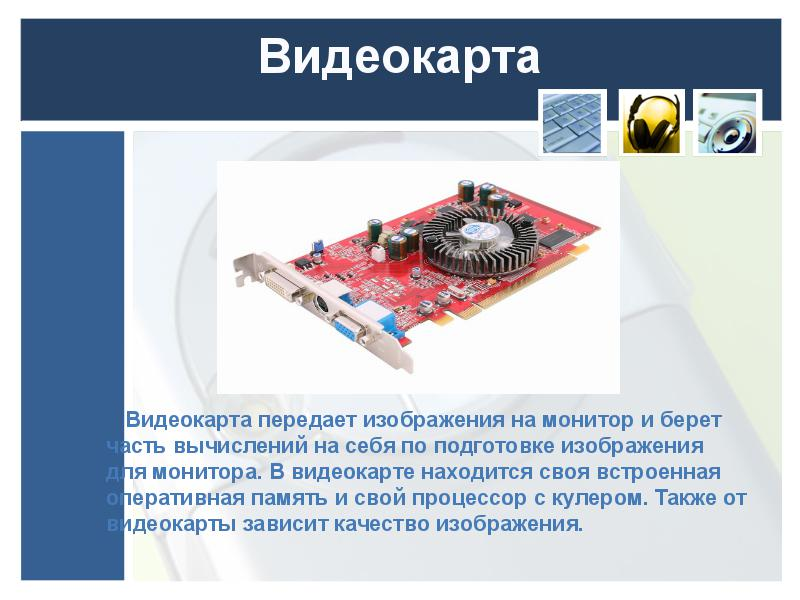 Видеокарта
Видеокарта передает изображения на монитор и берет
часть вычислений на себя по подготовке изображения
для монитора. В видеокарте находится своя встроенная
оперативная память и свой процессор с кулером. Также от
видеокарты зависит качество изображения.